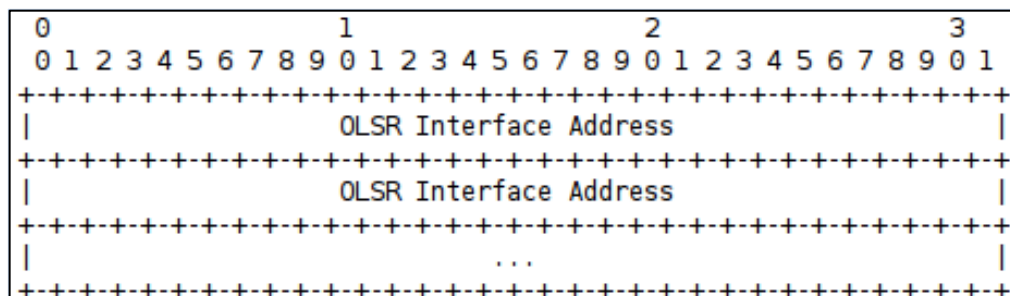 0                   1                   2                   3
0 1 2 3 4 5 6 7 8 9 0 1 2 3 4 5 6 7 8 9 0 1 2 3 4 5 6 7 8 9 0 1
+-+-+-+-+-+-+-+-+-+-+-+-+-+-+-+-+-+-+-+-+-+-+-+-+-+-+-+-+-+-+-+-+
|                    OLSR Interface Address                     |
+-+-+-+-+-+-+-+-+-+-+-+-+-+-+-+-+-+-+-+-+-+-+-+-+-+-+-+-+-+-+-+-+
|                    OLSR Interface Address                     |
+-+-+-+-+-+-+-+-+-+-+-+-+-+-+-+-+-+-+-+-+-+-+-+-+-+-+-+-+-+-+-+-+
|                              ...                              |
+-+-+-+-+-+-+-+-+-+-+-+-+-+-+-+-+-+-+-+-+-+-+-+-+-+-+-+-+-+-+-+-+